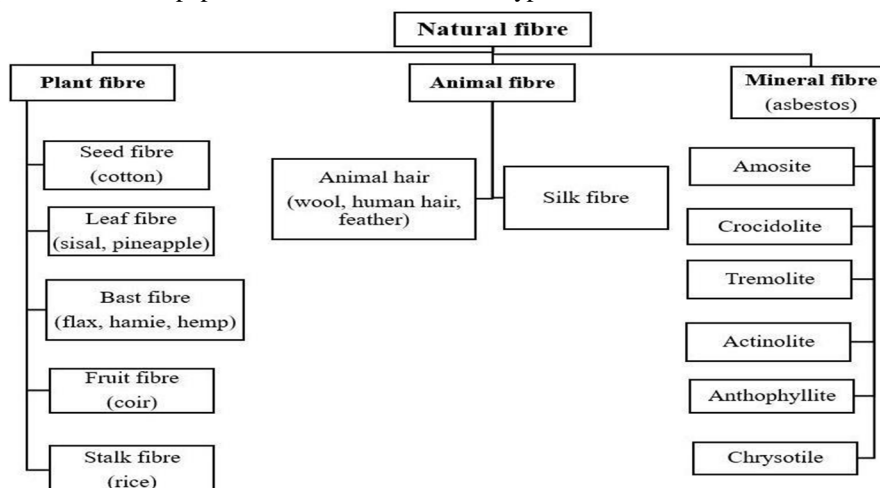 Natural fibre
Plant fibre
Seed fibre
(cotton)
Leaf fibre
(sisal, pineapple)
Bast fibre
(flax, hamie, hemp)
Fruit fibre
(coir)
Stalk fibre
(rice)
Animal fibre
Animal hair
(wool, human hair,
feather)
Silk fibre
Mineral fibre
(asbestos)
Amosite
Crocidolite
Tremolite
Actinolite
Anthophyllite
Chrysotile